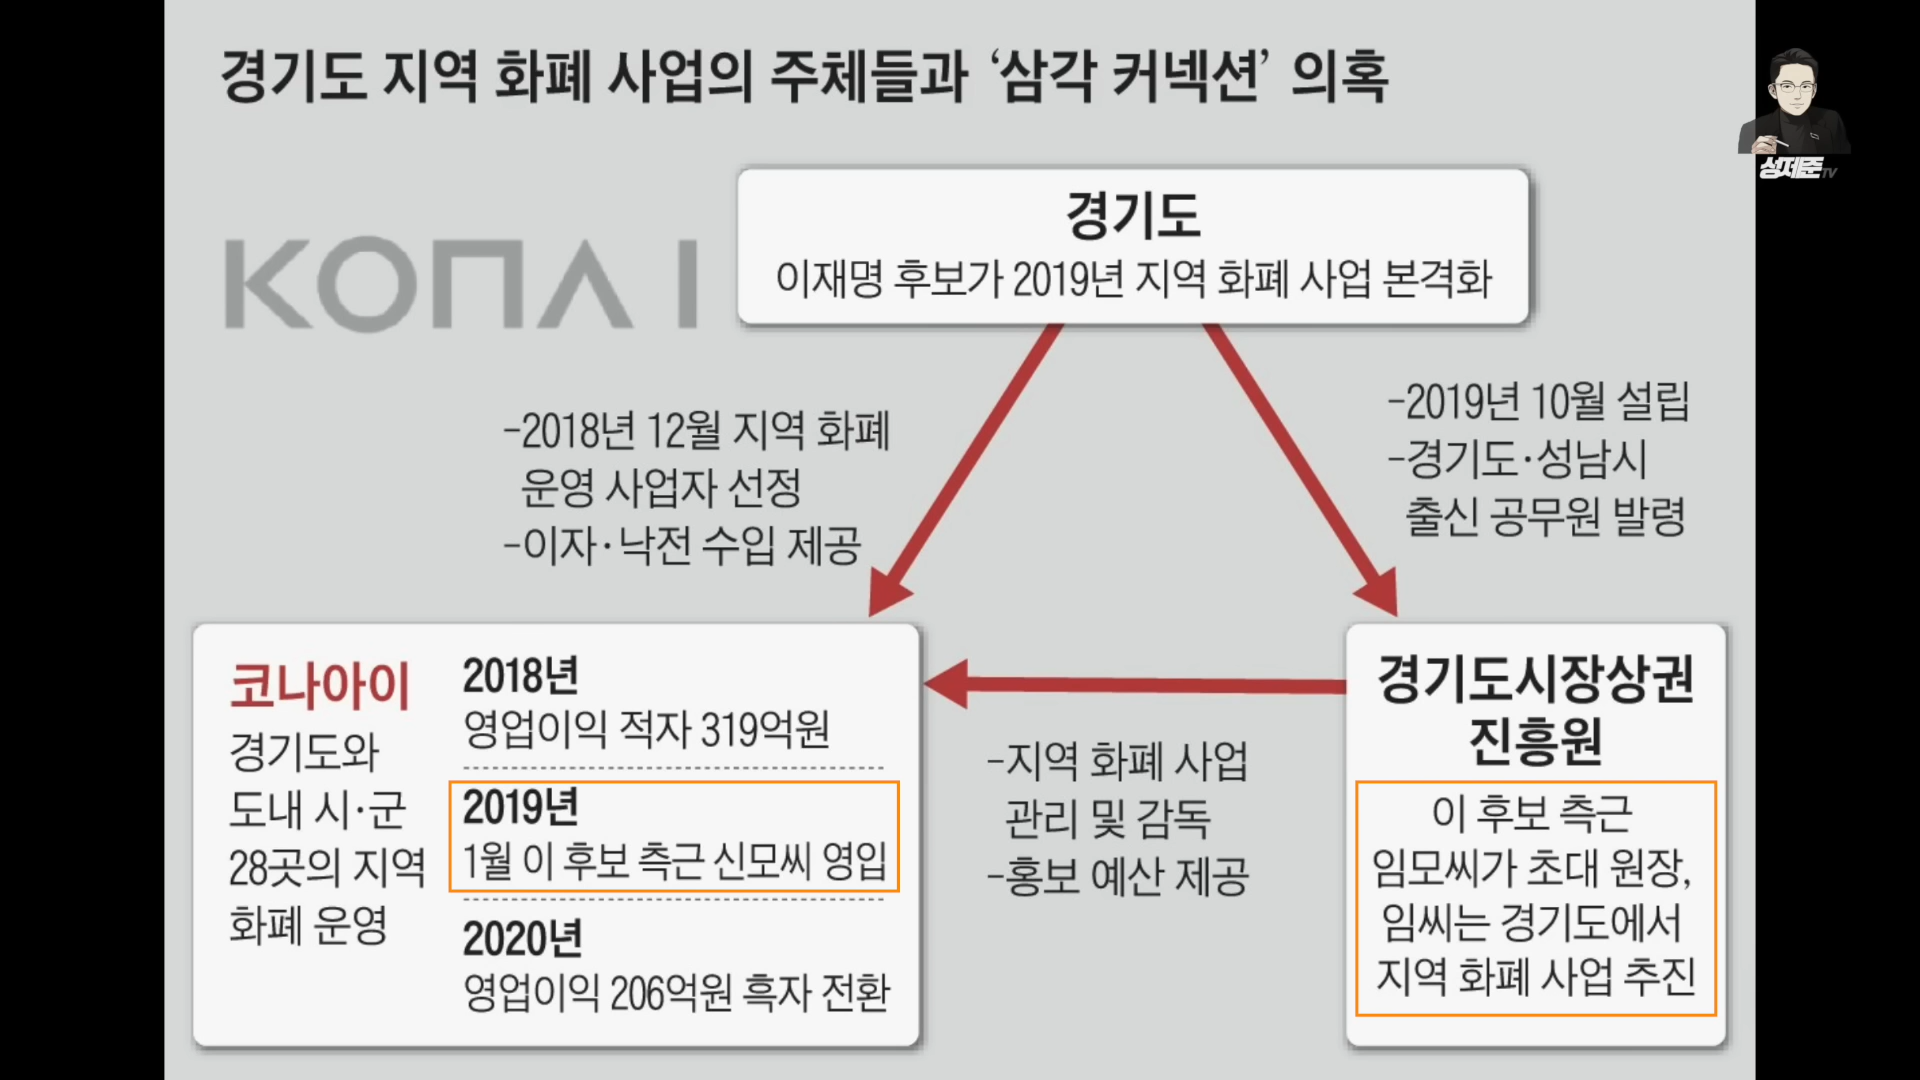 경기도 지역 화폐 사업의 주체들과 ‘삼각 커넥션’ 의혹
성제준TV
KONA I
경기도
이재명 후보가 2019년 지역 화폐 사업 본격화
-2018년 12월 지역 화폐
운영 사업자 선정
-이자·낙전 수입 제공
-2019년 10월 설립
-경기도·성남시
출신 공무원 발령
코나아이
경기도와
도내 시·군
28곳의 지역
화폐 운영
2018년
영업이익 적자 319억원
2019년
1월 이 후보 측근 신모씨 영입
2020년
영업이익 206억원 흑자 전환
-지역 화폐 사업
관리 및 감독
-홍보 예산 제공
경기도시장상권
진흥원
이 후보 측근
임모씨가 초대 원장,
임씨는 경기도에서
지역 화폐 사업 추진